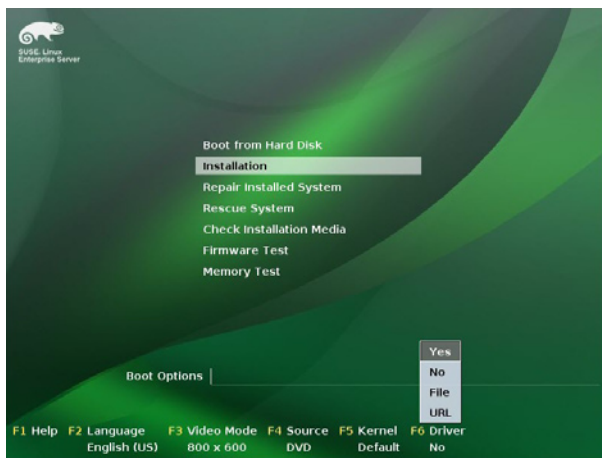 SUSE. Linux
Enterprise Server
Boot from Hard Disk
Installation
Repair Installed System
Rescue System
Check Installation Media
Firmware Test
Memory Test
Yes
No
File
URL
Boot Options
F1 Help F2 Language F3 Video Mode F4 Source F5 Kernel F6 Driver
English (US) 800 x 600 DVD Default No